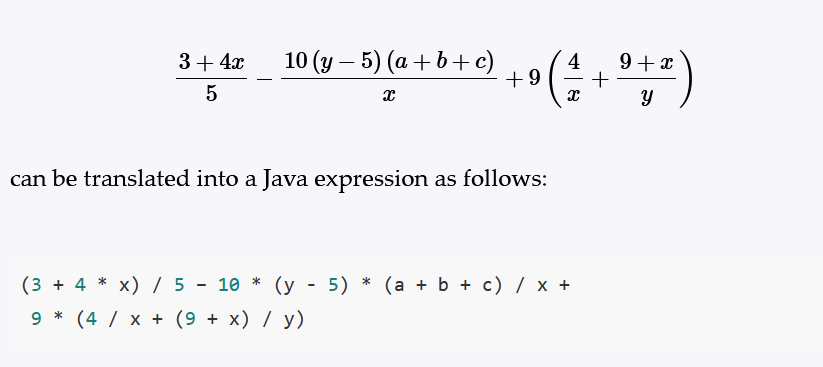 \frac{3 + 4x}{5} - \frac{10 (y - 5) (a + b + c)}{x} + 9 \left( \frac{4}{x} + \frac{9 + x}{y} \right)
can be translated into a Java expression as follows:
(3 + 4 * x) / 5 - 10 * (y - 5) * (a + b + c) / x +
9 * (4 / x + (9 + x) / y)